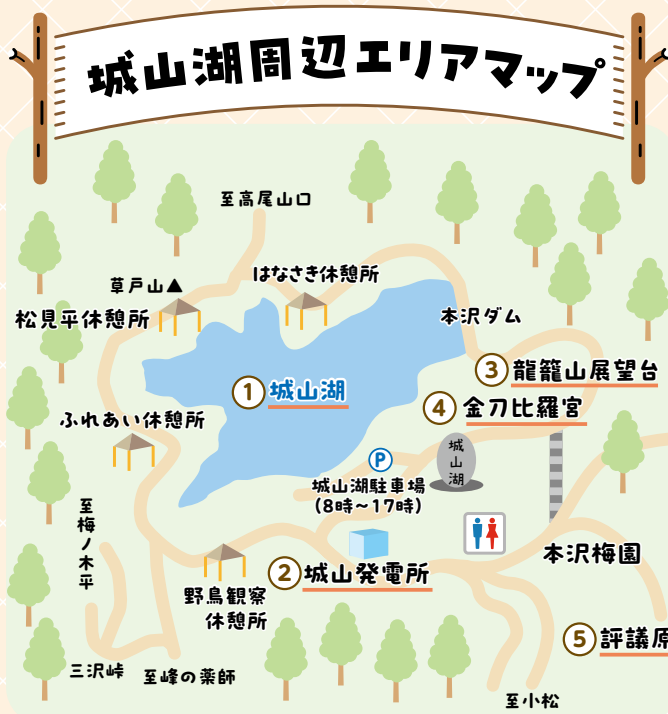 城山湖周辺エリアマップ
至高尾山口
はなさき休憩所
草戸山▲
松見平休憩所
本沢ダム
③ 龍籠山展望台
① 城山湖
④ 金刀比羅宮
ふれあい休憩所
城山湖
P
城山湖駐車場
(8時~17時)
至梅ノ木平
本沢梅園
② 城山発電所
野鳥観察
休憩所
⑤ 評議原
三沢峠
至峰の薬師
至小松